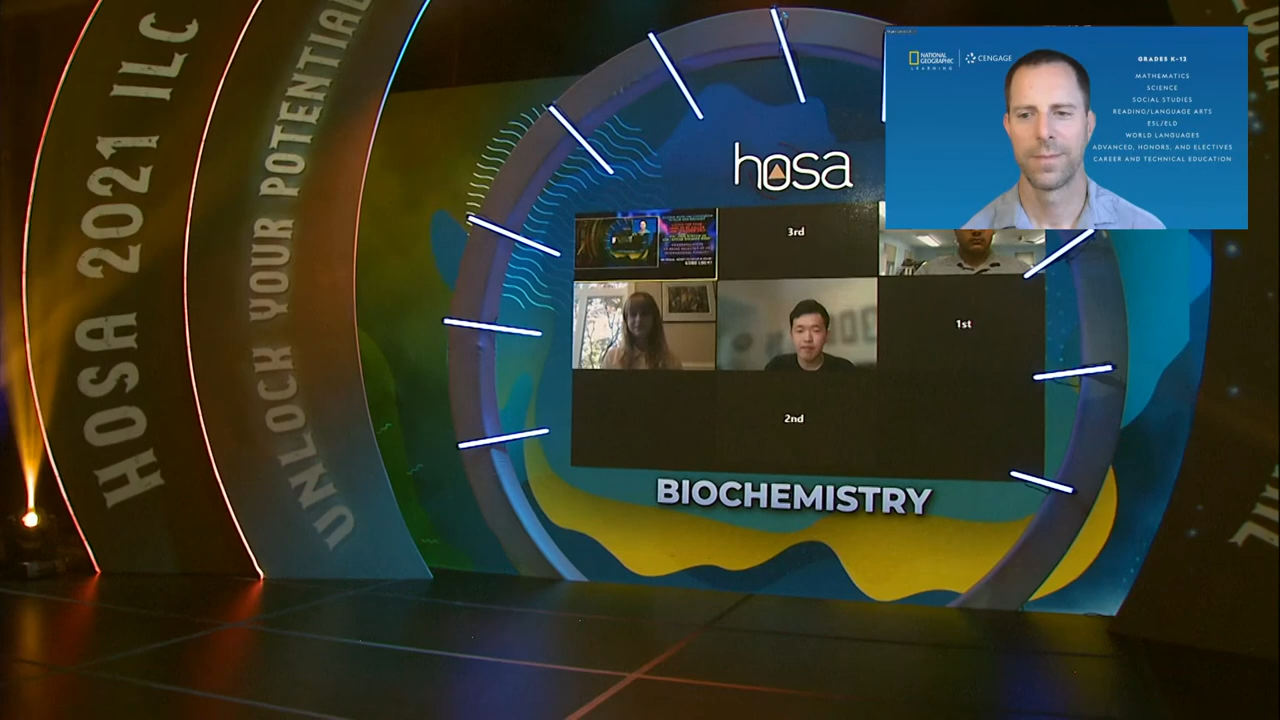 HOSA 2021 ILC
UNLOCK YOUR POTENTIAL
NATIONAL
GEOGRAPHIC
LEARNING
CENGAGE
GRADES K-12
MATHEMATICS
SCIENCE
SOCIAL STUDIES
READING/LANGUAGE ARTS
ESL/ELD
WORLD LANGUAGES
ADVANCED, HONORS, AND ELECTIVES
CAREER AND TECHNICAL EDUCATION
hosa
3rd
1st
2nd
BIOCHEMISTRY